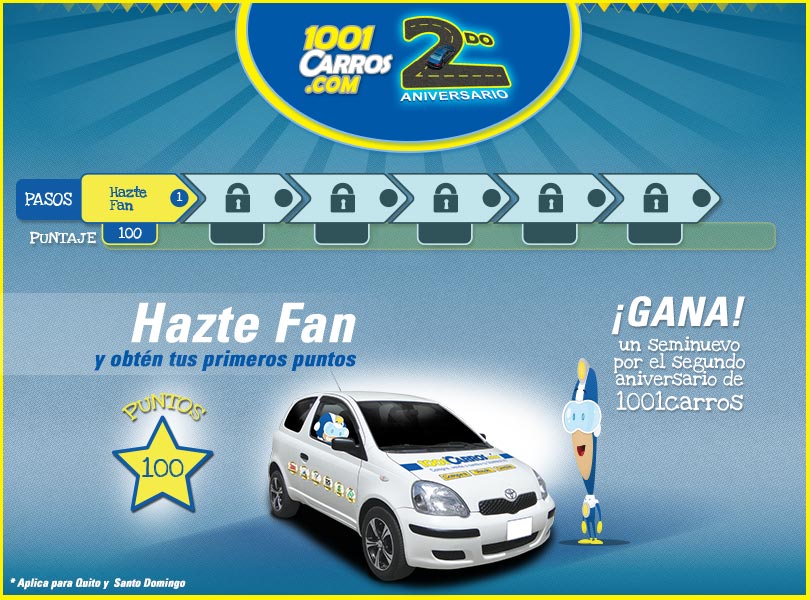 1001
CARROS
.COM
2DO
ANIVERSARIO
PASOS
Hazte
Fan
1
PUNTAJE
100
Hazte Fan
y obtén tus primeros puntos
¡GANA!
un seminuevo
por el segundo
aniversario de
1001carros
PUNTOS
100
1001CARROS
* Aplica para Quito y Santo Domingo